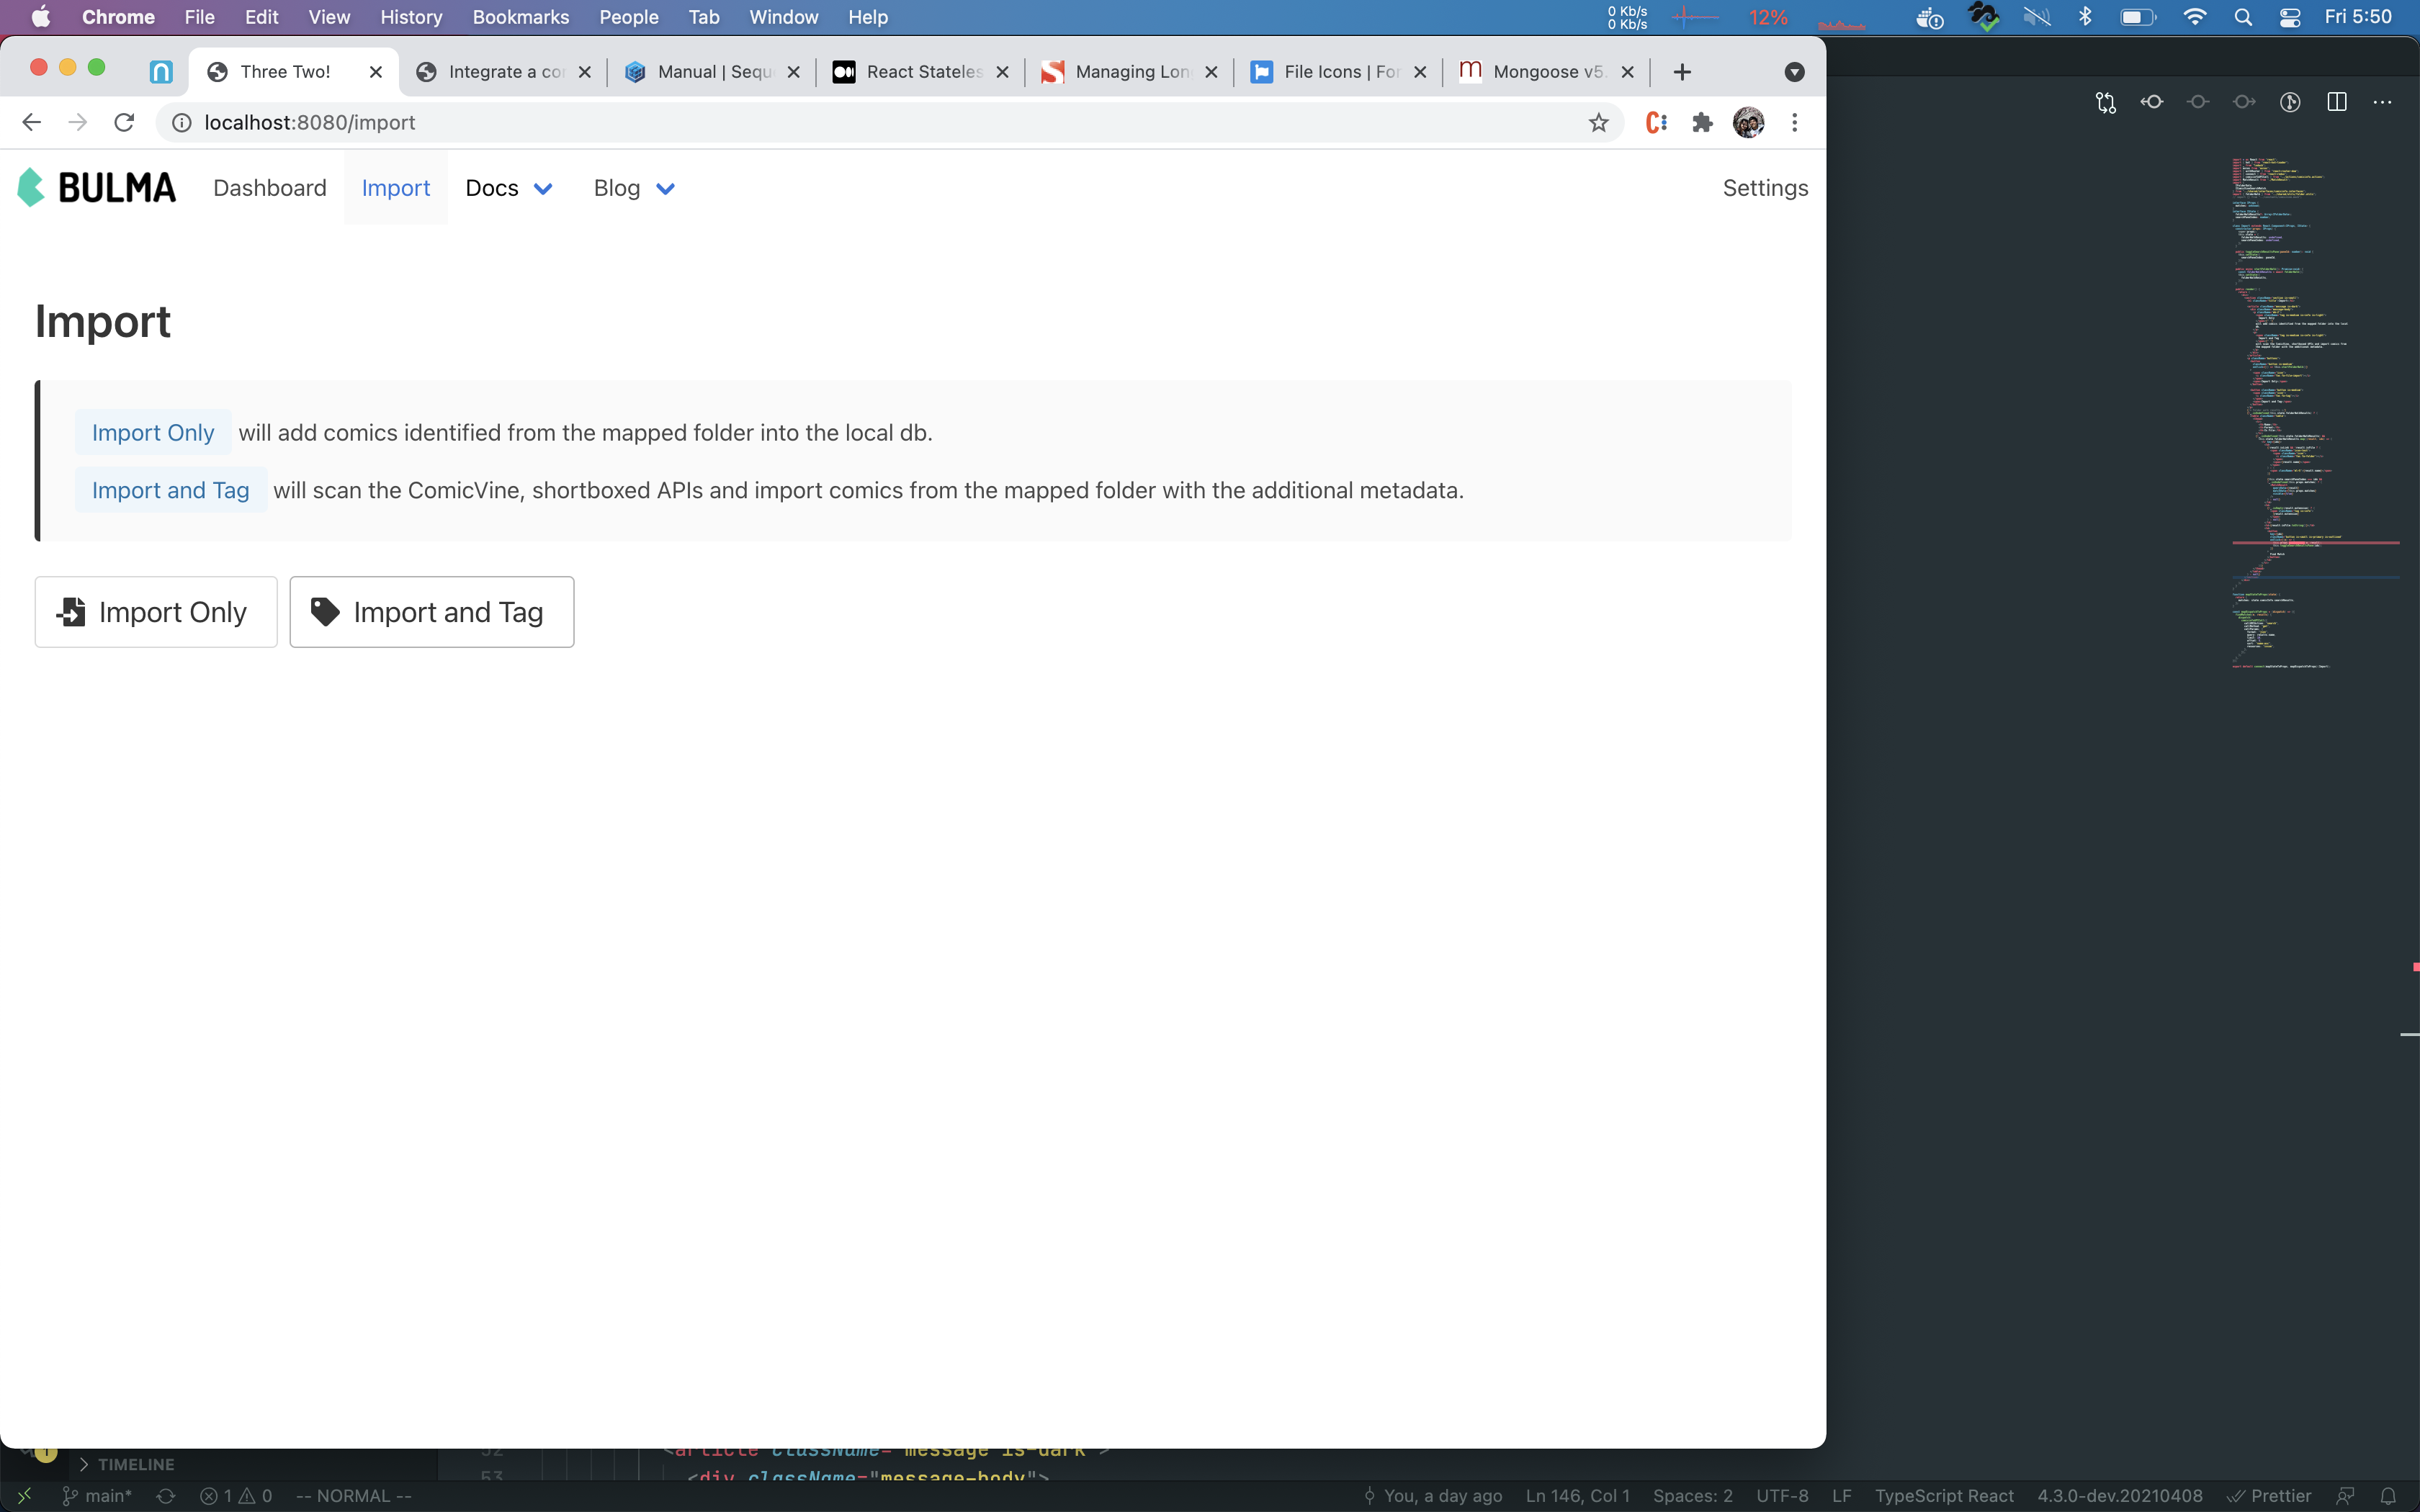 Chrome File Edit View History Bookmarks People Tab Window Help 0 Kb/s 0 Kb/s 12% Fri 5:50
Three Two! Integrate a co Manual | Sequ React Stateles Managing Lon File Icons | For Mongoose v5.
localhost:8080/import
BULMA Dashboard Import Docs Blog Settings
Import
Import Only will add comics identified from the mapped folder into the local db.
Import and Tag will scan the ComicVine, shortboxed APIs and import comics from the mapped folder with the additional metadata.
Import Only Import and Tag
52 <article className="message is-dark">
TIMELINE
53 <div className="message-body">
main* 1 0 -- NORMAL -- You, a day ago Ln 146, Col 1 Spaces: 2 UTF-8 LF TypeScript React 4.3.0-dev.20210408 Prettier